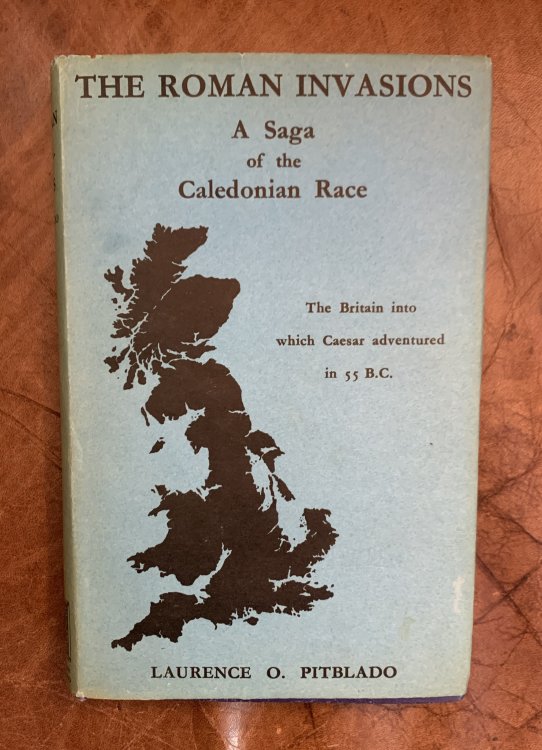 THE ROMAN INVASIONS
A Saga
of the
Caledonian Race
The Britain into
which Caesar adventured
in 55 B.C.
LAURENCE O. PITBLADO